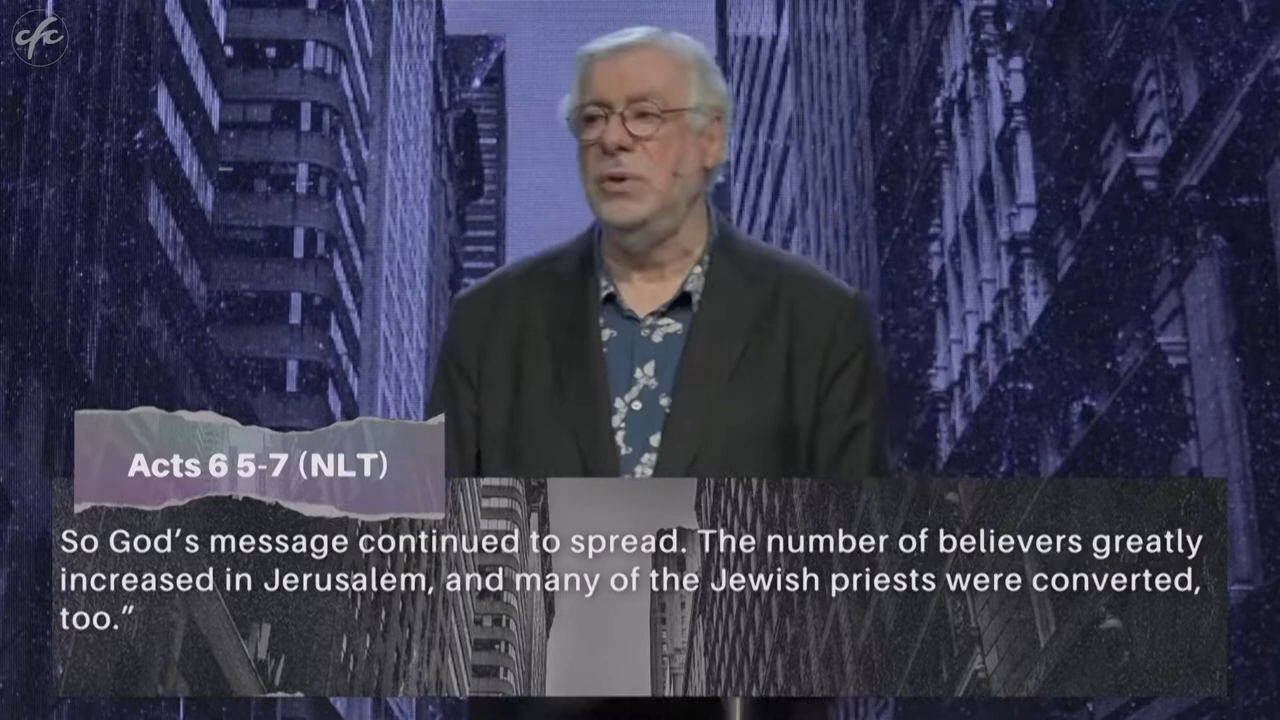 cfc
Acts 6 5-7 (NLT)
So God's message continued to spread. The number of believers greatly
increased in Jerusalem, and many of the Jewish priests were converted,
too.”